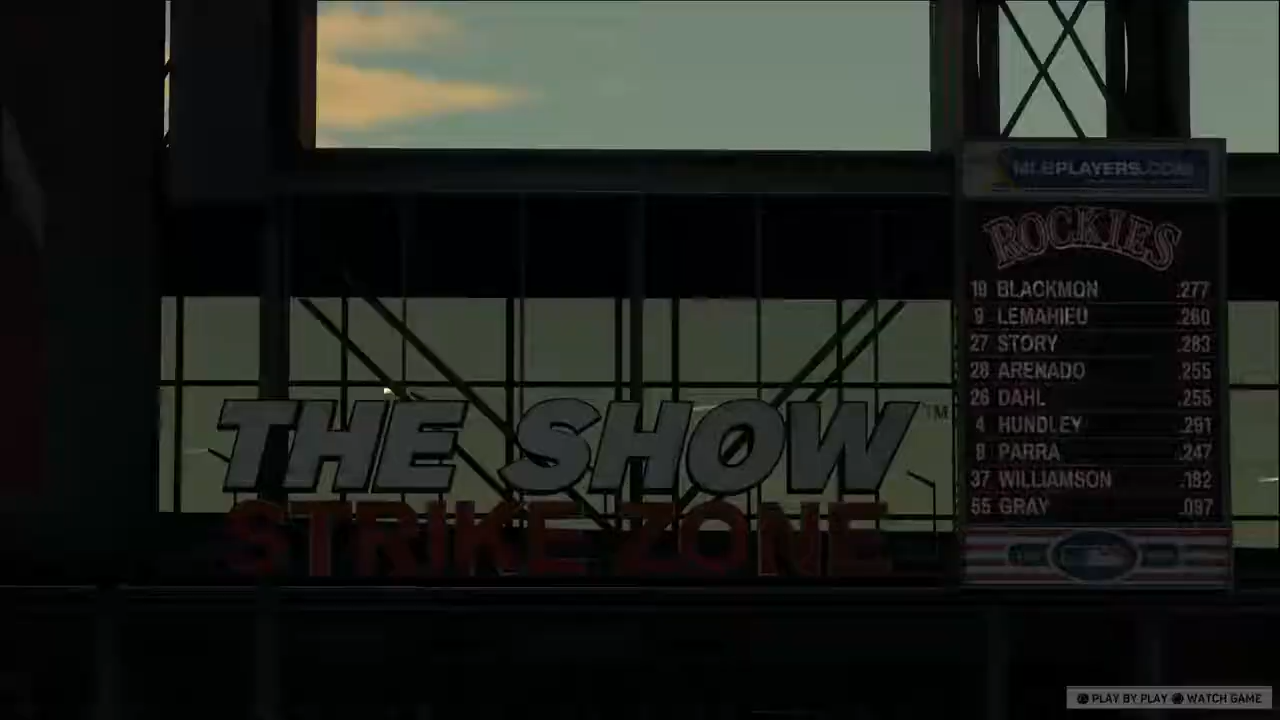 MLBPLAYERS.COM
ROCKIES
19 BLACKMON .277
9 LEMAHIEU .260
27 STORY .283
28 ARENADO .255
26 DAHL .255
4 HUNDLEY .291
8 PARRA .247
37 WILLIAMSON .182
55 GRAY .097
THE SHOW™
STRIKE ZONE
PLAY BY PLAY WATCH GAME